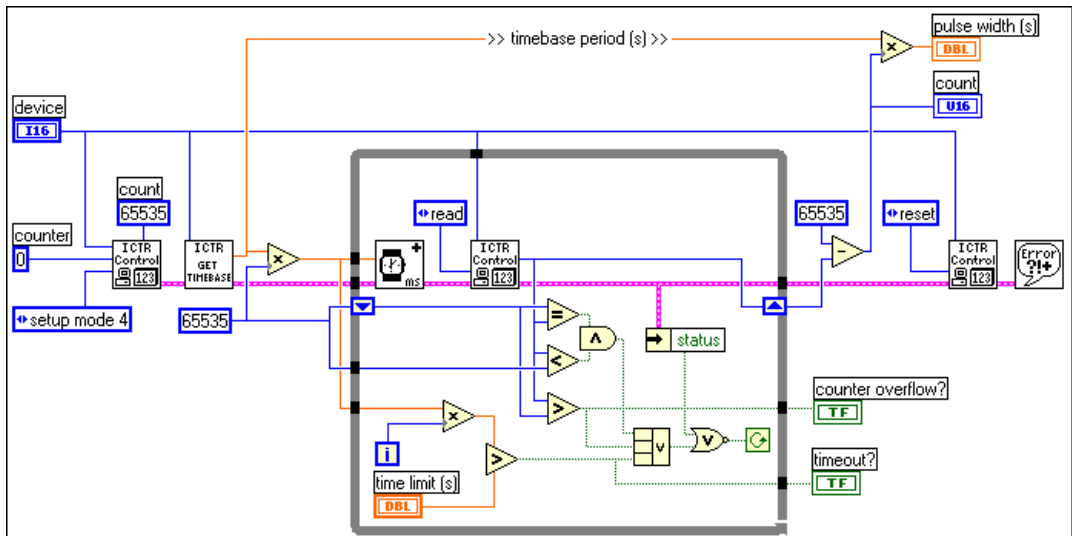 >> timebase period (s) >>
pulse width (s)
DBL
count
U16
device
I16
count
65535
counter
0
ICTR
Control
123
ICTR
GET
TIMEBASE
setup mode 4
65535
ms
read
ICTR
Control
123
status
65535
reset
ICTR
Control
123
Error
?!+
i
time limit (s)
DBL
counter overflow?
TF
timeout?
TF